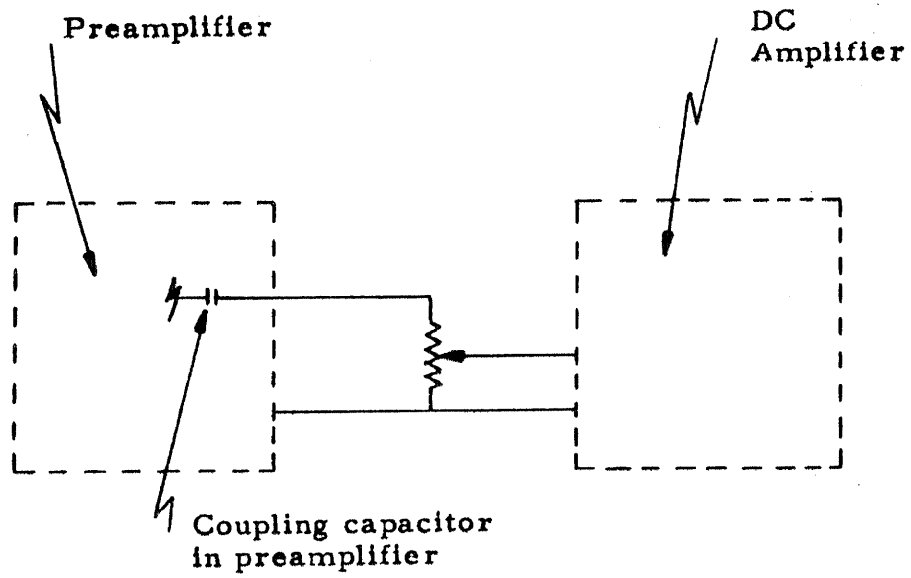 Preamplifier
DC
Amplifier
Coupling capacitor
in preamplifier